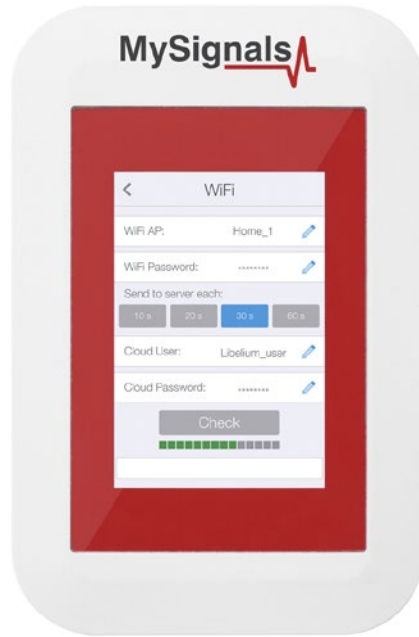 MySignals
WiFi
WiFi AP: Home_1
WiFi Password: ········
Send to server each:
10 s 20 s 30 s 60 s
Cloud User: Libelium_user
Cloud Password: ········
Check